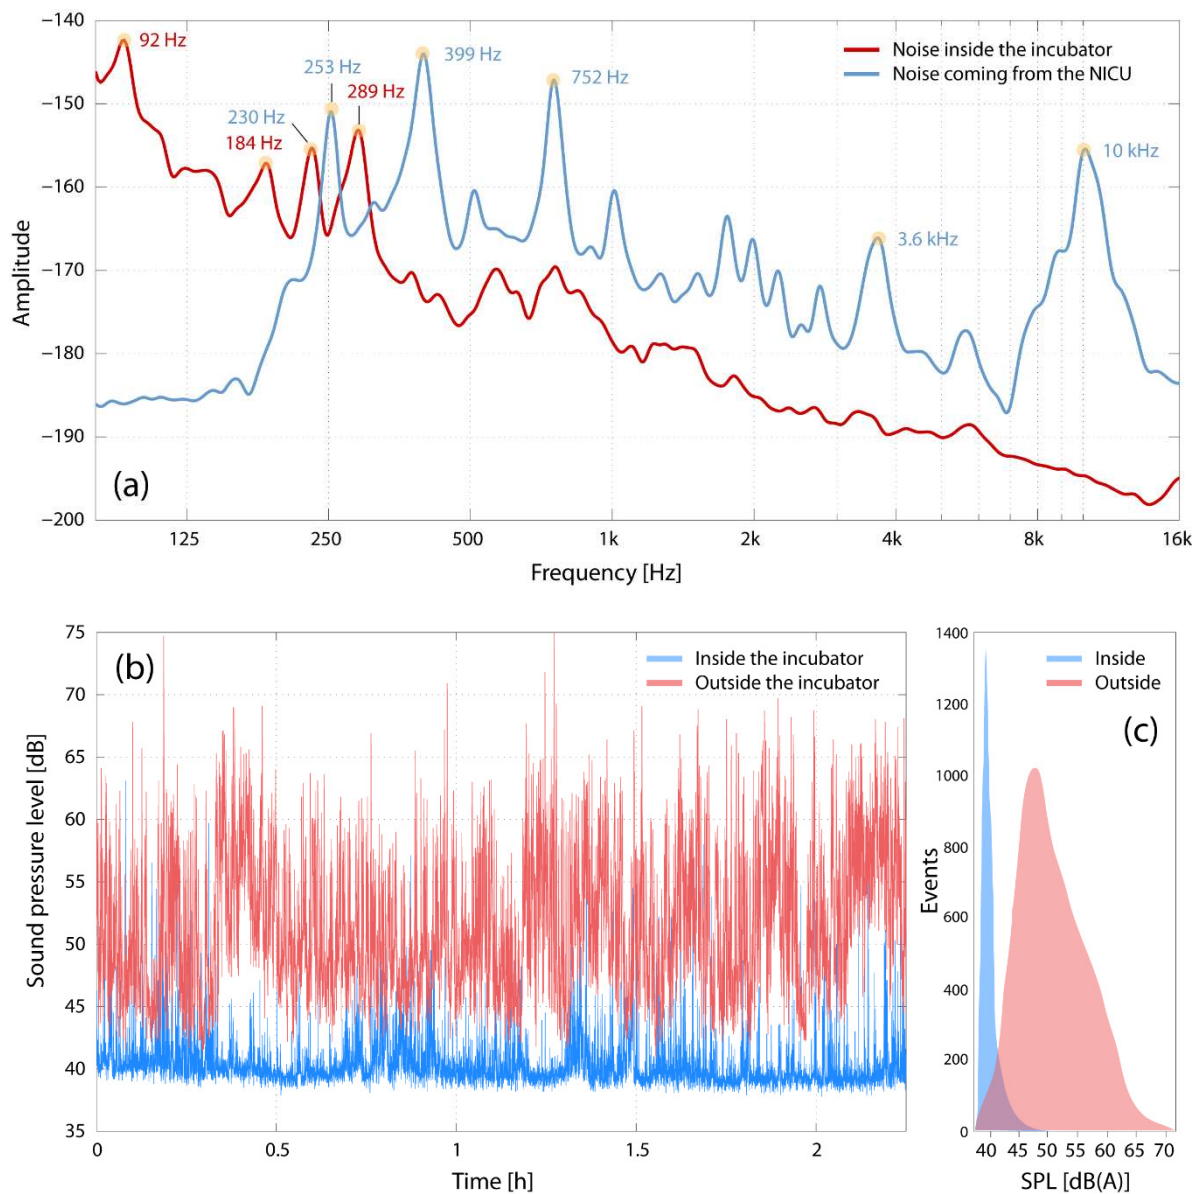 −140
−150
−160
−170
−180
−190
−200
Amplitude
92 Hz
253 Hz
399 Hz
752 Hz
289 Hz
230 Hz
184 Hz
3.6 kHz
10 kHz
Noise inside the incubator
Noise coming from the NICU
(a)
125 250 500 1k 2k 4k 8k 16k
Frequency [Hz]
75
70
65
60
55
50
45
40
35
Sound pressure level [dB]
(b)
Inside the incubator
Outside the incubator
0 0.5 1 1.5 2
Time [h]
1400
1200
1000
800
600
400
200
0
Events
Inside
Outside
(c)
40 45 50 55 60 65 70
SPL [dB(A)]